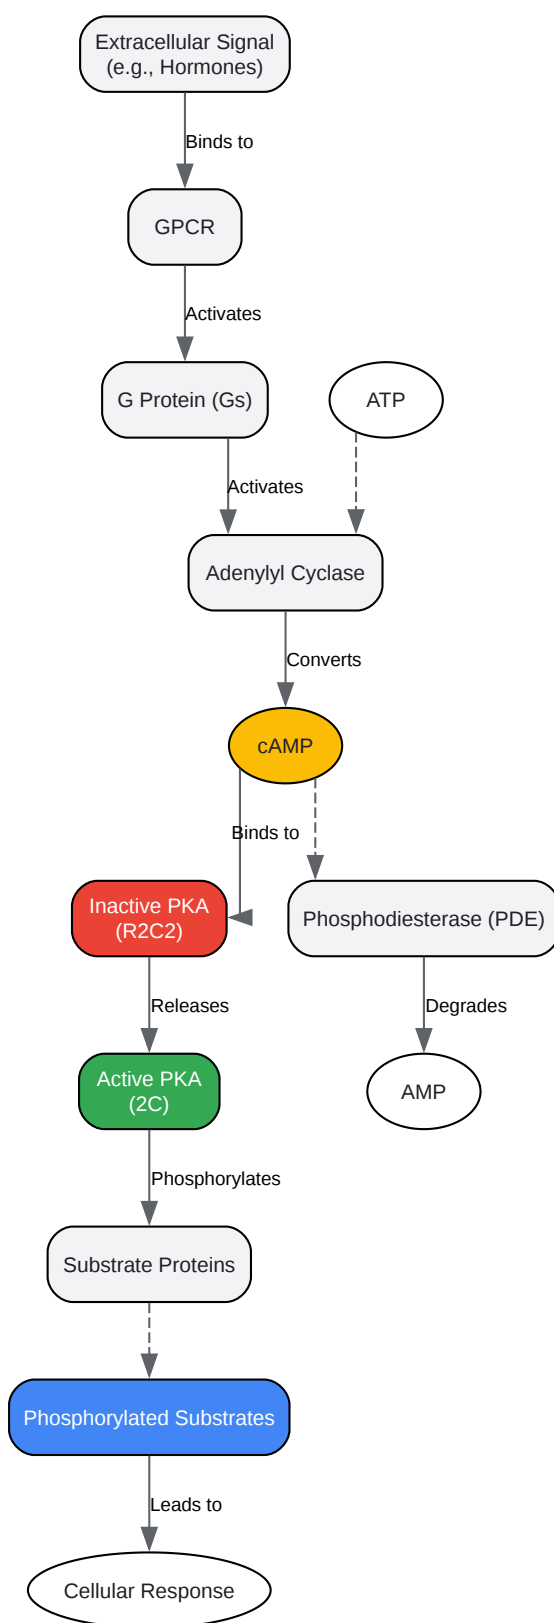 Extracellular Signal
(e.g., Hormones)
Binds to
GPCR
Activates
G Protein (Gs)
ATP
Activates
Adenylyl Cyclase
Converts
cAMP
Binds to
Inactive PKA
(R2C2)
Phosphodiesterase (PDE)
Releases
Degrades
Active PKA
(2C)
AMP
Phosphorylates
Substrate Proteins
Phosphorylated Substrates
Leads to
Cellular Response